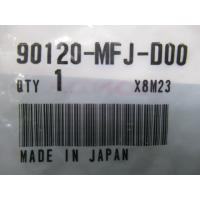 90120-MFJ-D00
QTY 1 X8M23
MADE IN JAPAN